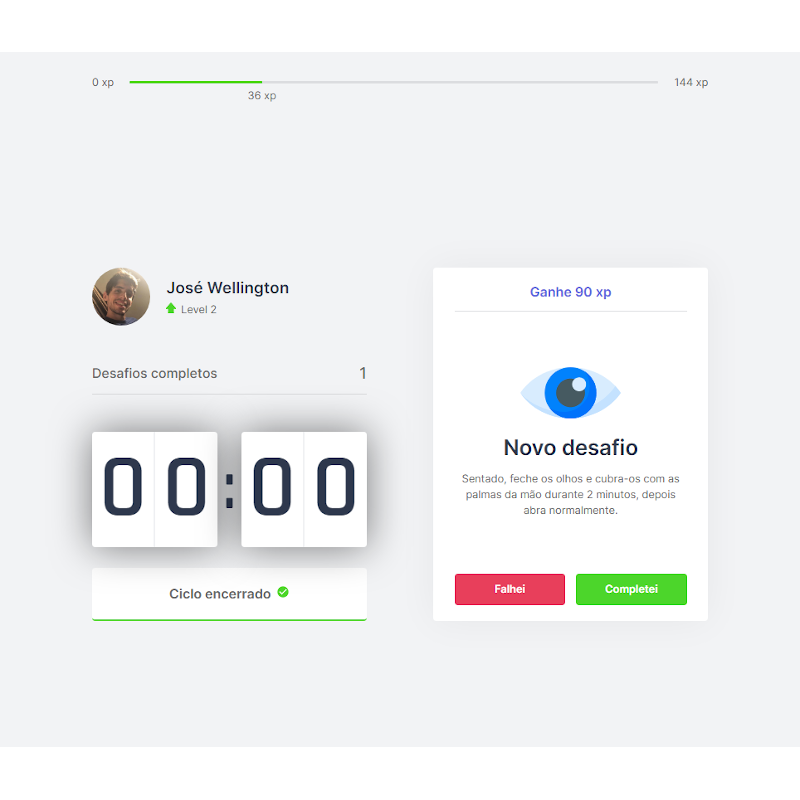 0 xp
144 xp
36 xp
José Wellington
Level 2
Desafios completos
1
00:00
Ciclo encerrado
Ganhe 90 xp
Novo desafio
Sentado, feche os olhos e cubra-os com as
palmas da mão durante 2 minutos, depois
abra normalmente.
Falhei
Completei